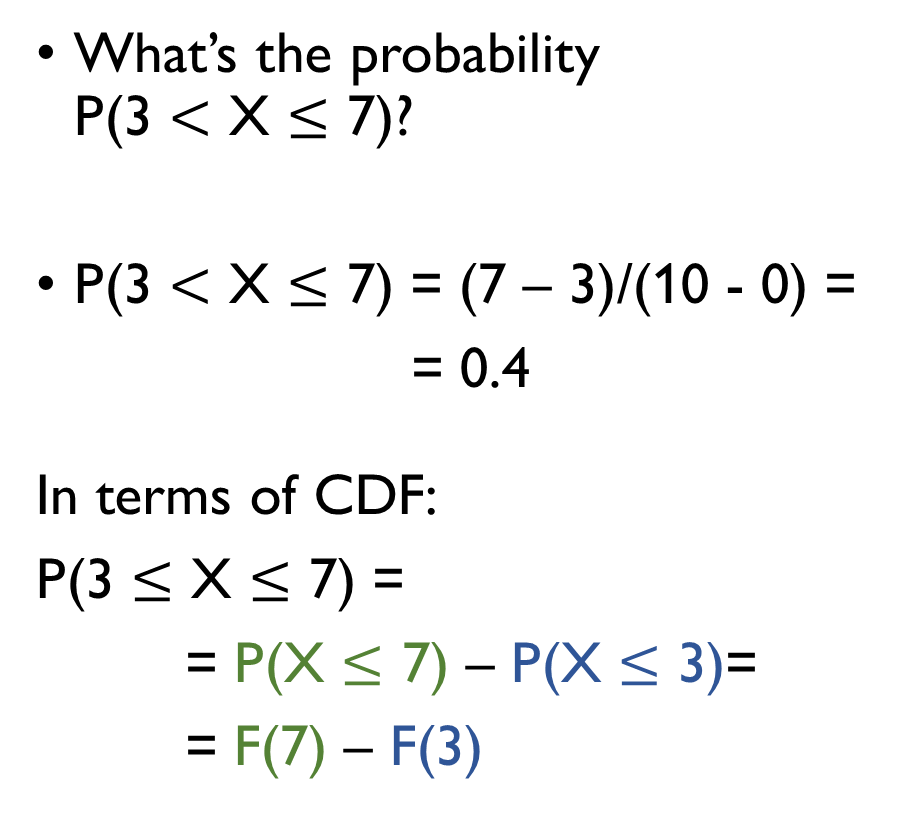 • What’s the probability
P(3 < X ≤ 7)?
• P(3 < X ≤ 7) = (7 – 3)/(10 - 0) =
= 0.4
In terms of CDF:
P(3 ≤ X ≤ 7) =
= P(X ≤ 7) – P(X ≤ 3)=
= F(7) – F(3)